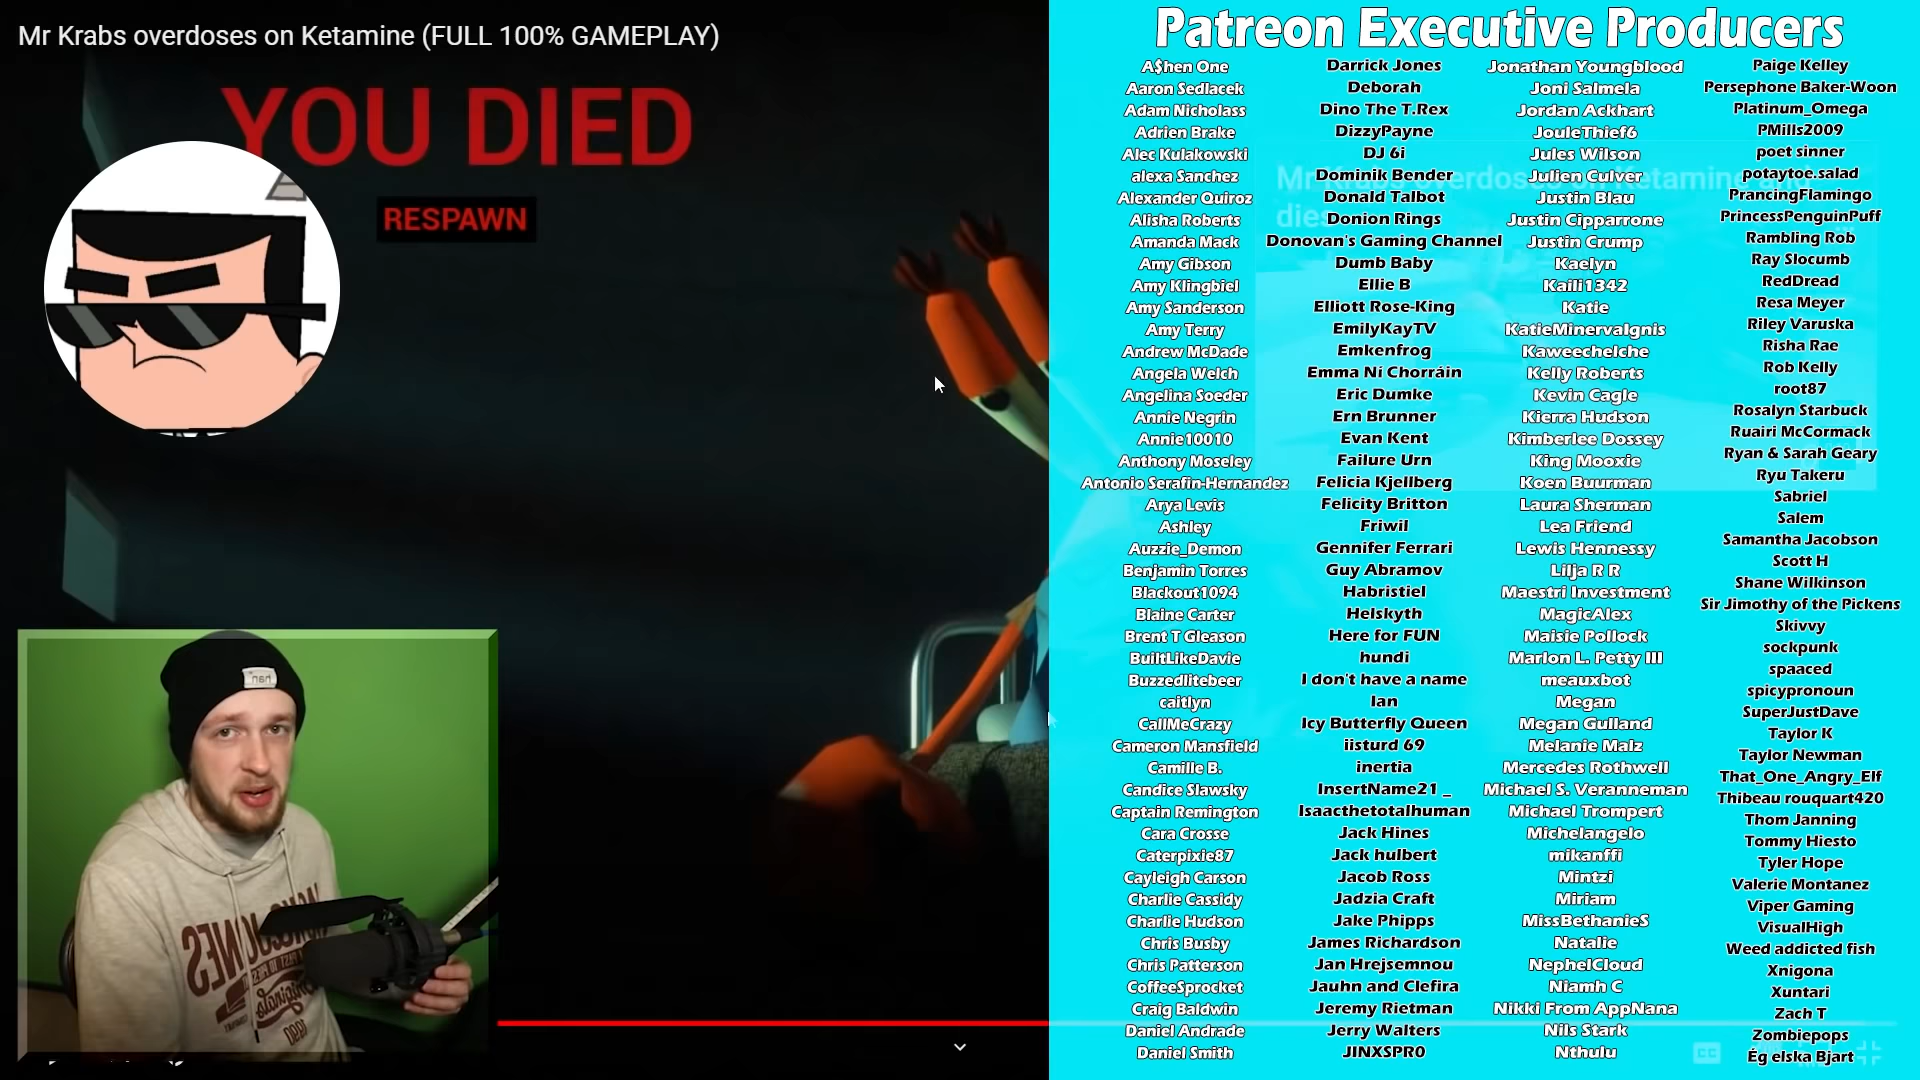 Mr Krabs overdoses on Ketamine (FULL 100% GAMEPLAY)
YOU DIED
RESPAWN
Patreon Executive Producers
A$hen One
Aaron Sedlacek
Adam Nicholass
Adrien Brake
Alec Kulakowski
alexa Sanchez
Alexander Quiroz
Alisha Roberts
Amanda Mack
Amy Gibson
Amy Klingbiel
Amy Sanderson
Amy Terry
Andrew McDade
Angela Welch
Angelina Soeder
Annie Negrin
Annie10010
Anthony Moseley
Antonio Serafin-Hernandez
Arya Levis
Ashley
Auzzie_Demon
Benjamin Torres
Blackout1094
Blaine Carter
Brent T Gleason
BuiltLikeDavie
Buzzedlitebeer
caitlyn
CallMeCrazy
Cameron Mansfield
Camille B.
Candice Slawsky
Captain Remington
Cara Crosse
Caterpixie87
Cayleigh Carson
Charlie Cassidy
Charlie Hudson
Chris Busby
Chris Patterson
CoffeeSprocket
Craig Baldwin
Daniel Andrade
Daniel Smith
Darrick Jones
Deborah
Dino The T.Rex
DizzyPayne
DJ 6i
Dominik Bender
Donald Talbot
Donion Rings
Donovan's Gaming Channel
Dumb Baby
Ellie B
Elliott Rose-King
EmilyKayTV
Emkenfrog
Emma Ní Chorráin
Eric Dumke
Ern Brunner
Evan Kent
Failure Urn
Felicia Kjellberg
Felicity Britton
Friwil
Gennifer Ferrari
Guy Abramov
Habristiel
Helskyth
Here for FUN
hundi
I don't have a name
Ian
Icy Butterfly Queen
iisturd 69
inertia
InsertName21 _
Isaacthetotalhuman
Jack Hines
Jack hulbert
Jacob Ross
Jadzia Craft
Jake Phipps
James Richardson
Jan Hrejsemnou
Jauhn and Clefira
Jeremy Rietman
Jerry Walters
JINXSPR0
Jonathan Youngblood
Joni Salmela
Jordan Ackhart
JouleThief6
Jules Wilson
Julien Culver
Justin Blau
Justin Cipparrone
Justin Crump
Kaelyn
Kaili1342
Katie
KatieMinervaIgnis
Kaweechelche
Kelly Roberts
Kevin Cagle
Kierra Hudson
Kimberlee Dossey
King Mooxie
Koen Buurman
Laura Sherman
Lea Friend
Lewis Hennessy
Lilja R R
Maestri Investment
MagicAlex
Maisie Pollock
Marlon L. Petty III
meauxbot
Megan
Megan Gulland
Melanie Malz
Mercedes Rothwell
Michael S. Veranneman
Michael Trompert
Michelangelo
mikanffi
Mintzi
Miriam
MissBethanieS
Natalie
NephelCloud
Niamh C
Nikki From AppNana
Nils Stark
Nthulu
Paige Kelley
Persephone Baker-Woon
Platinum_Omega
PMills2009
poet sinner
potaytoe.salad
PrancingFlamingo
PrincessPenguinPuff
Rambling Rob
Ray Slocumb
RedDread
Resa Meyer
Riley Varuska
Risha Rae
Rob Kelly
root87
Rosalyn Starbuck
Ruairi McCormack
Ryan & Sarah Geary
Ryu Takeru
Sabriel
Salem
Samantha Jacobson
Scott H
Shane Wilkinson
Sir Jimothy of the Pickens
Skivvy
sockpunk
spaaced
spicypronoun
SuperJustDave
Taylor K
Taylor Newman
That_One_Angry_Elf
Thibeau rouquart420
Thom Janning
Tommy Hiesto
Tyler Hope
Valerie Montanez
Viper Gaming
VisualHigh
Weed addicted fish
Xnigona
Xuntari
Zach T
Zombiepops
Ég elska Bjart